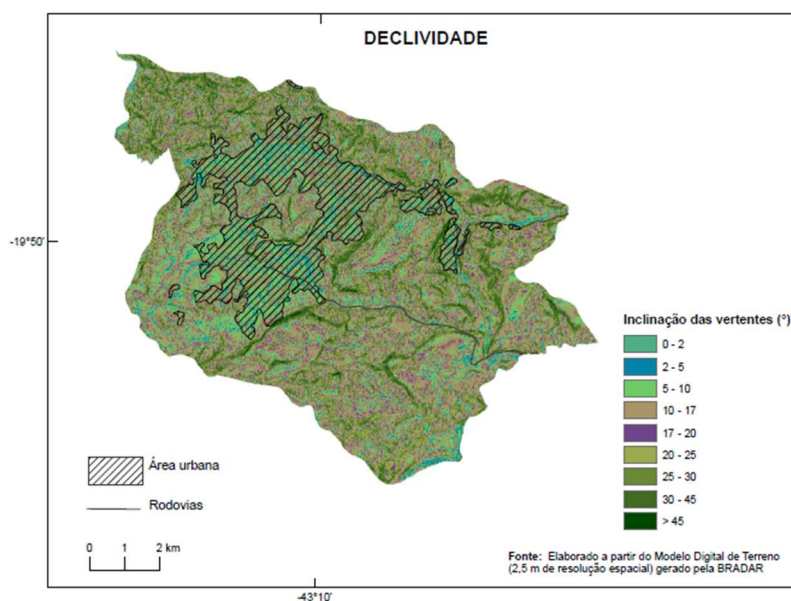 DECLIVIDADE
-19°50'
Inclinação das vertentes (°)
0 - 2
2 - 5
5 - 10
10 - 17
17 - 20
20 - 25
25 - 30
30 - 45
> 45
Área urbana
Rodovias
0 1 2 km
Fonte: Elaborado a partir do Modelo Digital de Terreno
(2,5 m de resolução espacial) gerado pela BRADAR
-43°10'